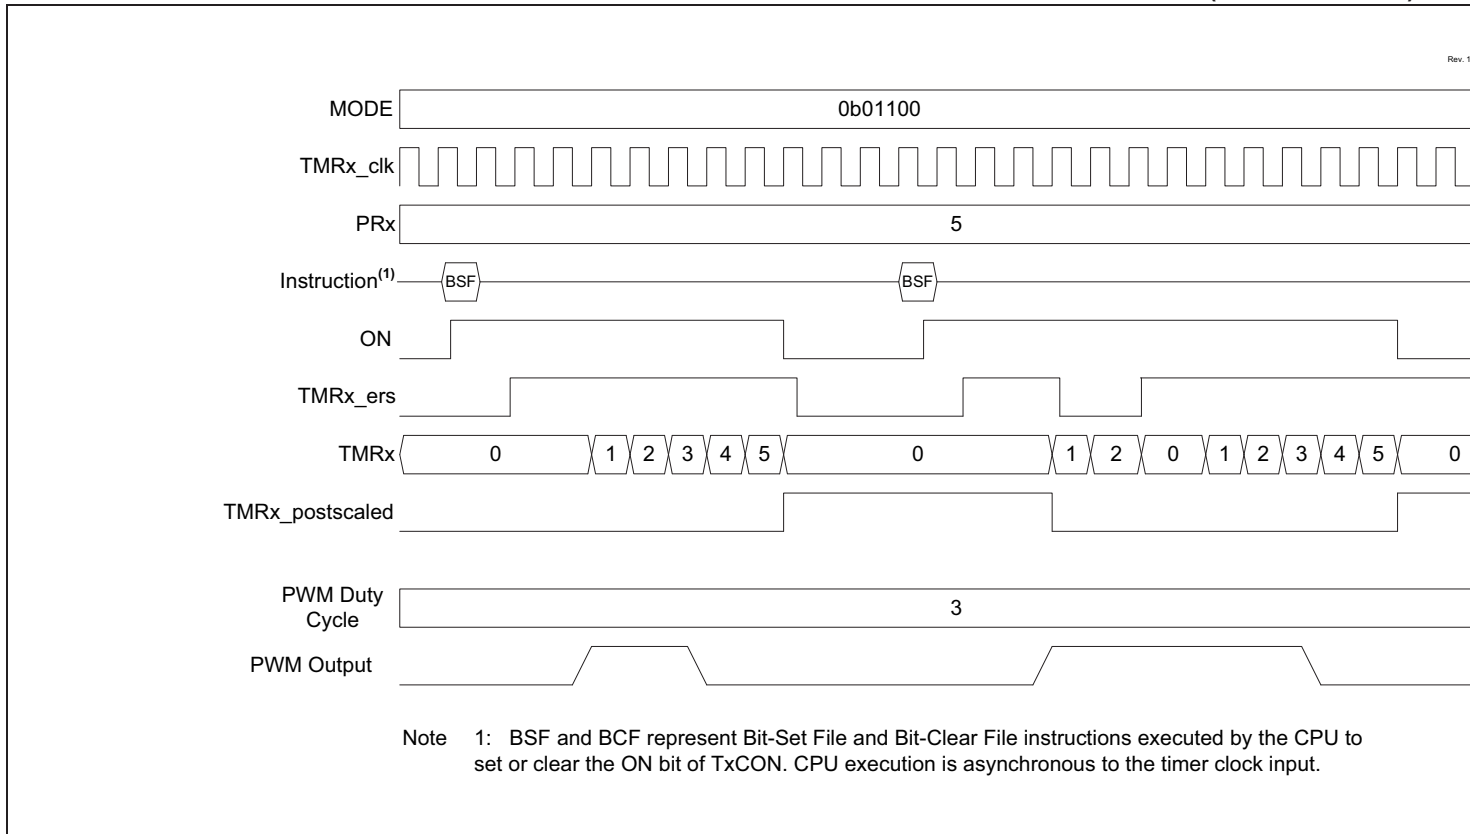 Rev. 1
MODE 0b01100
TMRx_clk
PRx 5
Instruction(1) BSF BSF
ON
TMRx_ers
TMRx 0 1 2 3 4 5 0 1 2 0 1 2 3 4 5 0
TMRx_postscaled
PWM Duty
Cycle 3
PWM Output
Note 1: BSF and BCF represent Bit-Set File and Bit-Clear File instructions executed by the CPU to
set or clear the ON bit of TxCON. CPU execution is asynchronous to the timer clock input.